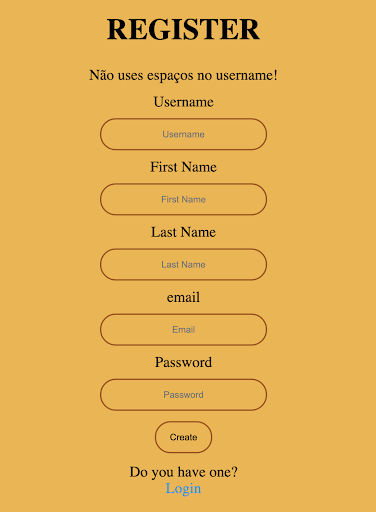 REGISTER
Não uses espaços no username!
Username
Username
First Name
First Name
Last Name
Last Name
email
Email
Password
Password
Create
Do you have one?
Login